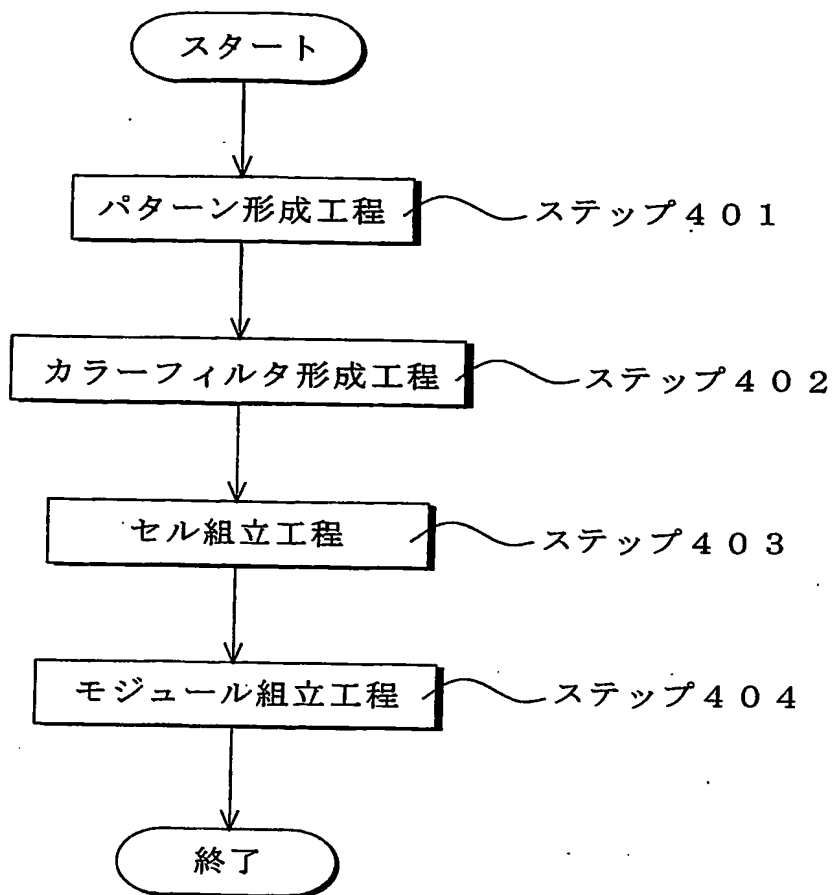 スタート
パターン形成工程 ステップ401
カラーフィルタ形成工程 ステップ402
セル組立工程 ステップ403
モジュール組立工程 ステップ404
終了